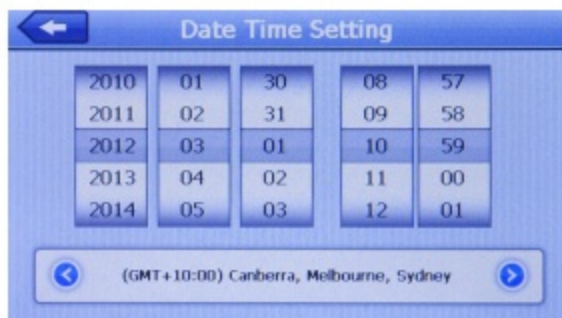 Date Time Setting
2010 01 30 08 57
2011 02 31 09 58
2012 03 01 10 59
2013 04 02 11 00
2014 05 03 12 01
(GMT+10:00) Canberra, Melbourne, Sydney